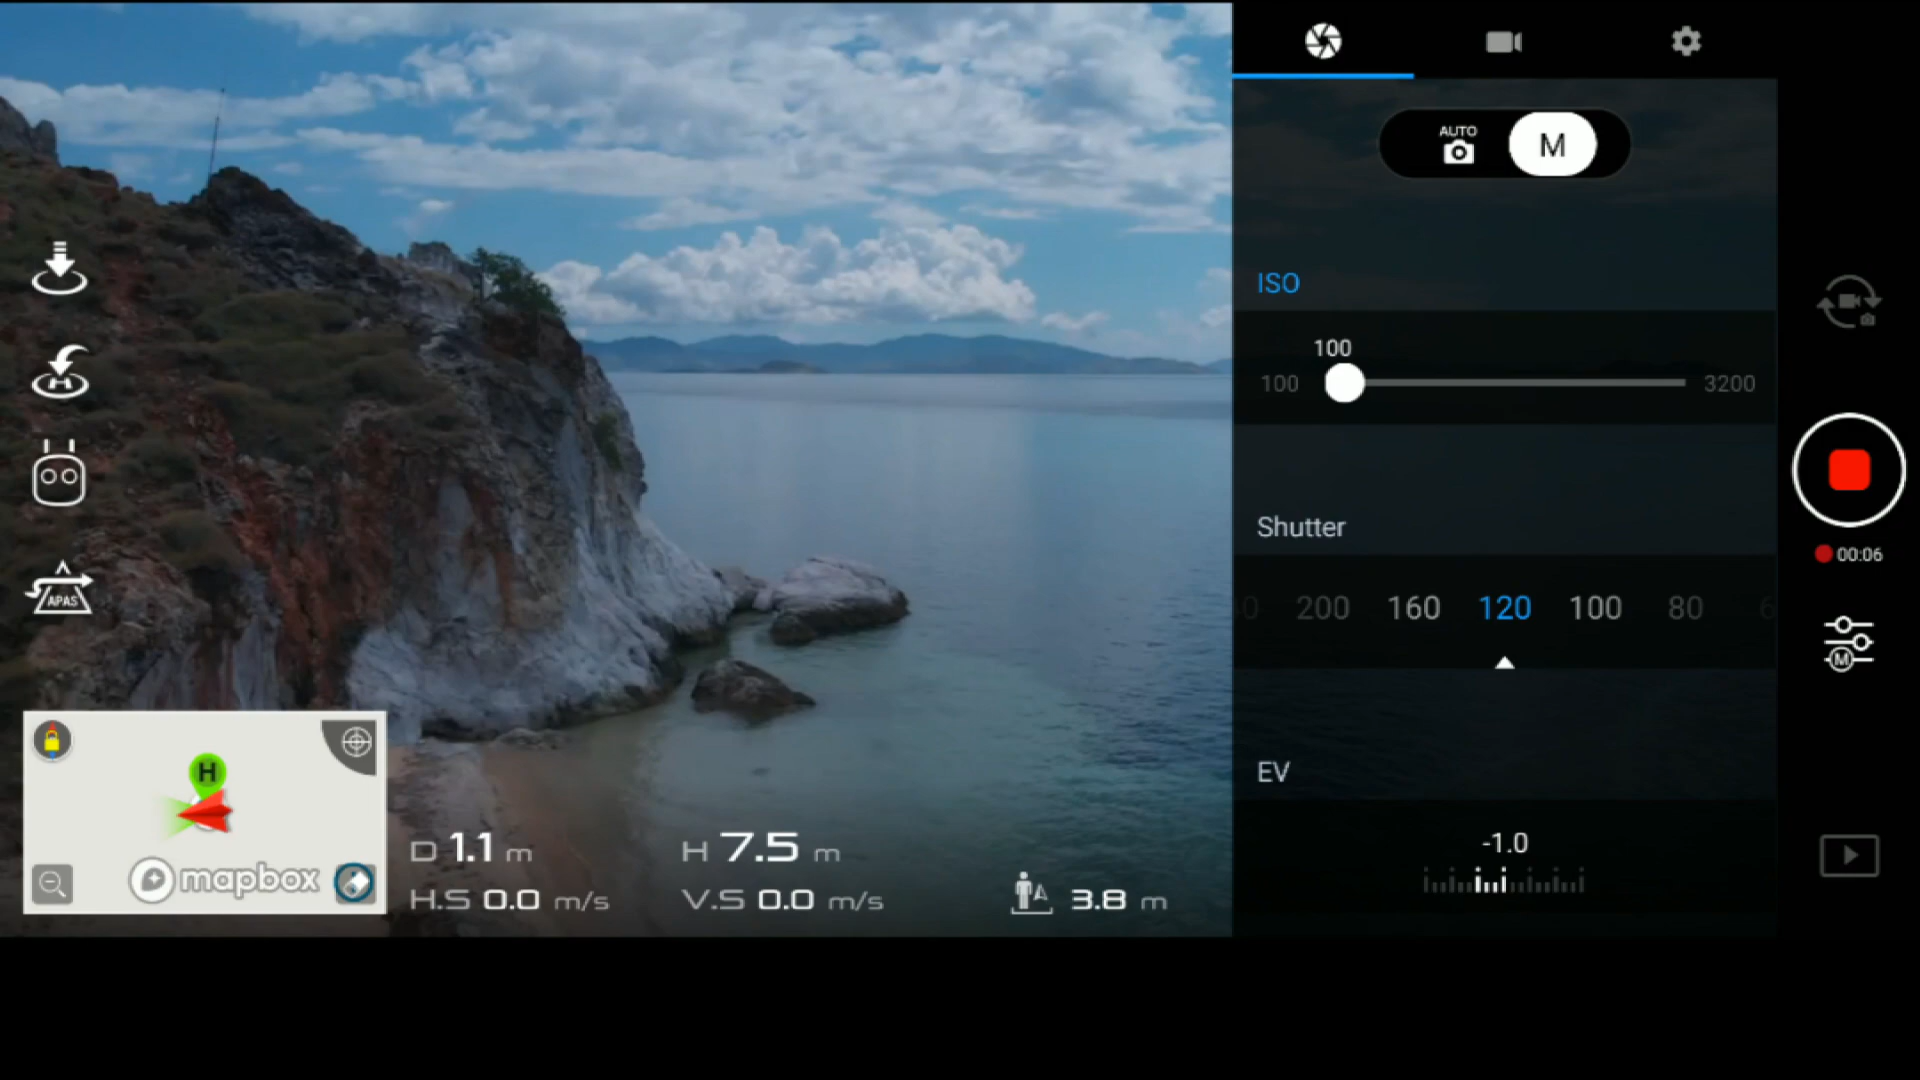 AUTO
M
ISO
100
100 3200
Shutter
00:06
200 160 120 100 80
APAS
M
EV
H
-1.0
D 1.1 m H 7.5 m
mapbox
H.S 0.0 m/s V.S 0.0 m/s 3.8 m